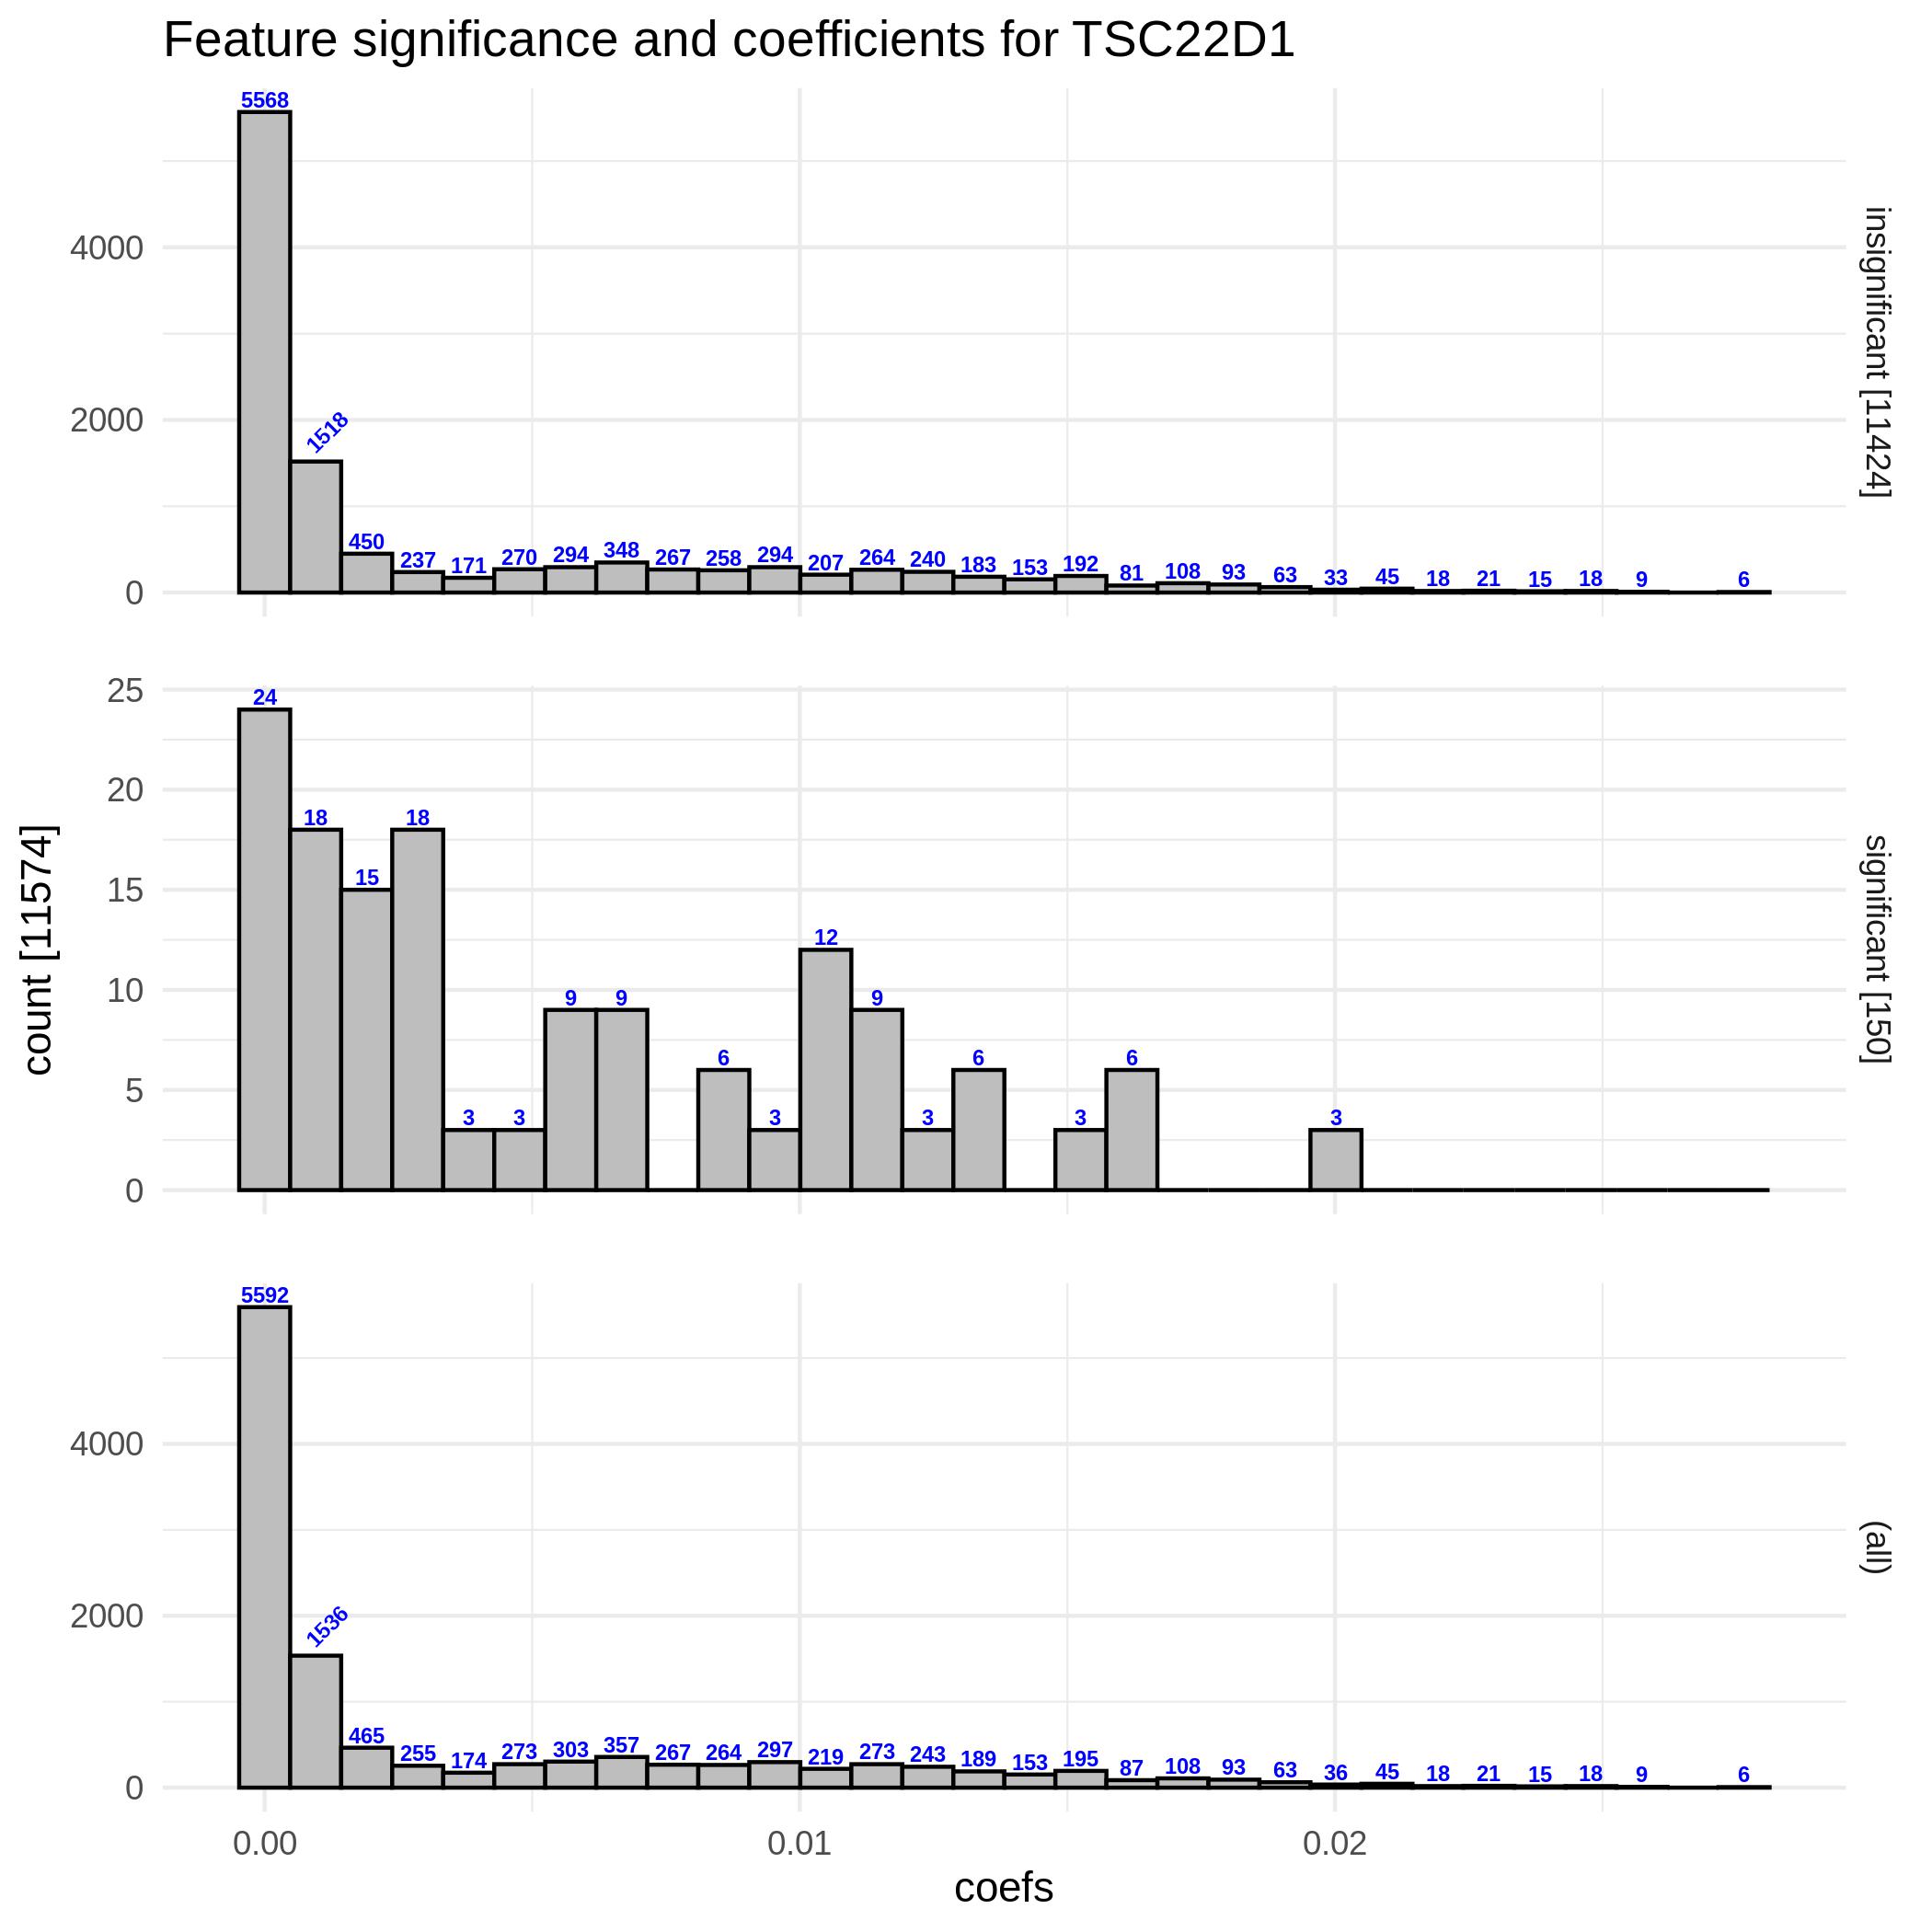 Feature significance and coefficients for TSC22D1
5568
1518
450 237 171 270 294 348 267 258 294 207 264 240 183 153 192 81 108 93 63 33 45 18 21 15 18 9 6
4000
2000
0
insignificant [11424]
24
18 15 18 3 3 9 9 6 3 12 9 3 6 3 6 3
25
20
15
10
5
0
significant [150]
count [11574]
5592
1536
465 255 174 273 303 357 267 264 297 219 273 243 189 153 195 87 108 93 63 36 45 18 21 15 18 9 6
4000
2000
0
(all)
0.00 0.01 0.02
coefs